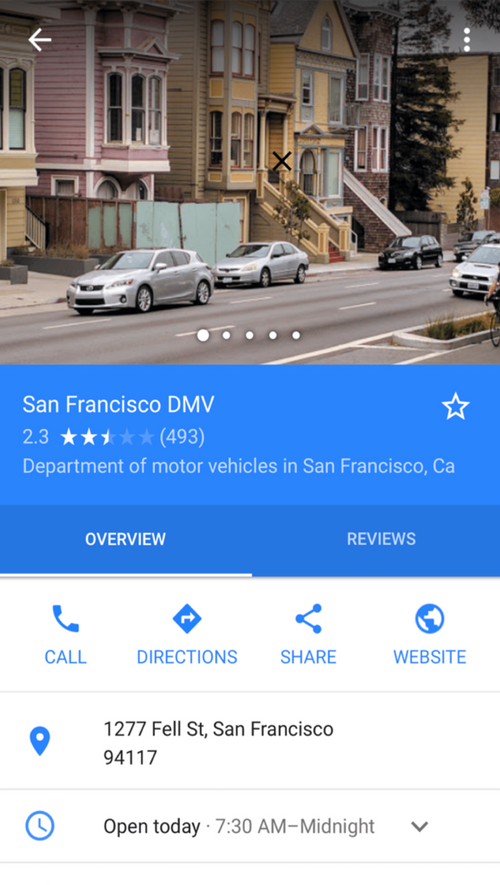 San Francisco DMV
2.3 (493)
Department of motor vehicles in San Francisco, Ca
OVERVIEW REVIEWS
CALL DIRECTIONS SHARE WEBSITE
1277 Fell St, San Francisco
94117
Open today · 7:30 AM–Midnight